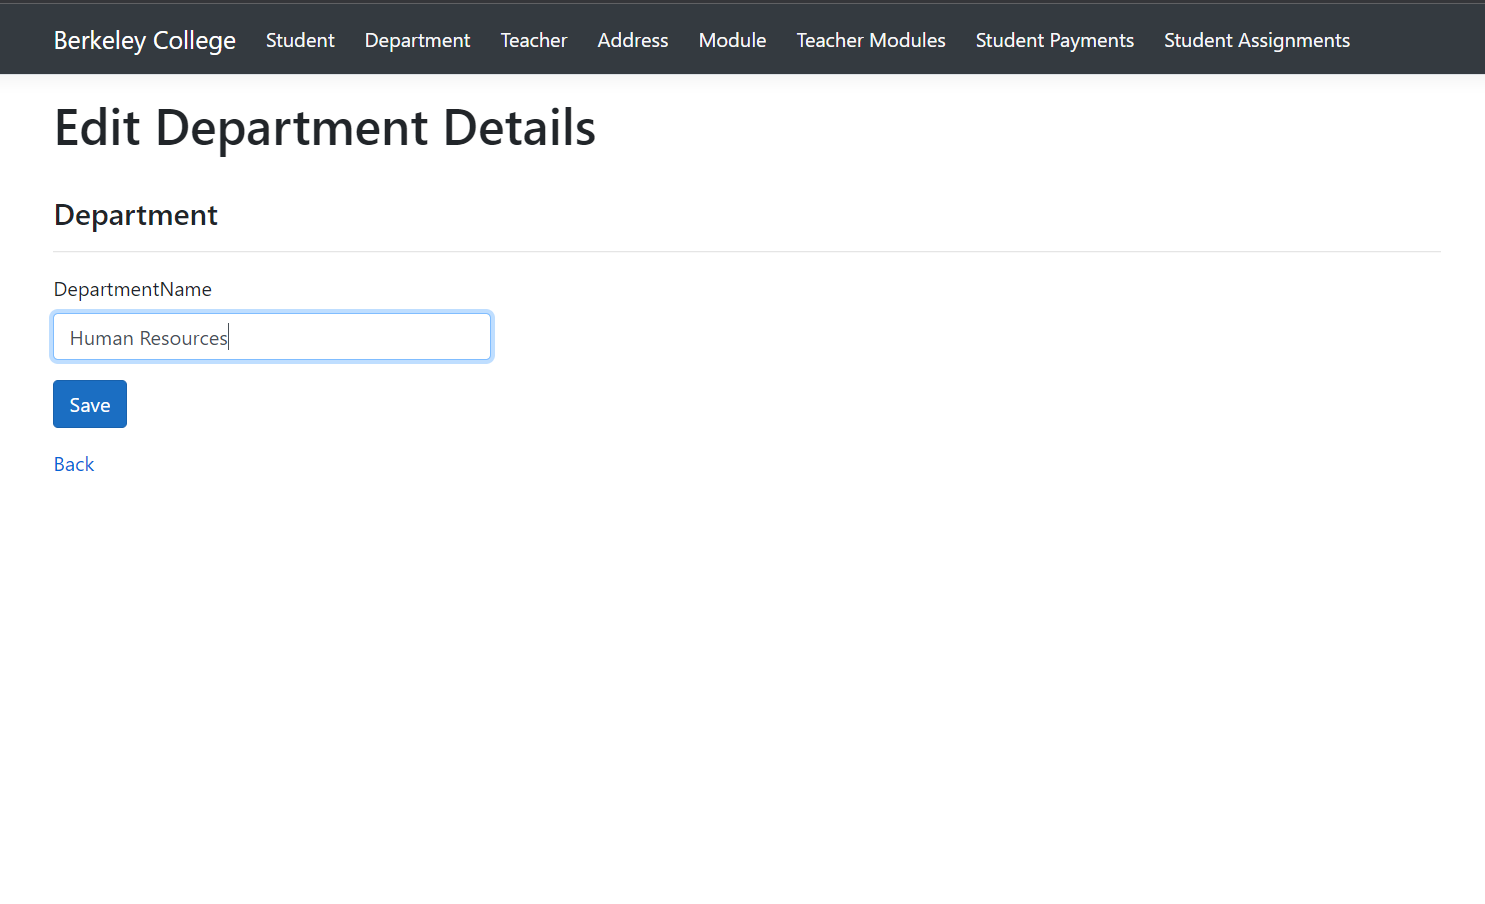 Berkeley College Student Department Teacher Address Module Teacher Modules Student Payments Student Assignments
Edit Department Details
Department
DepartmentName
Human Resources
Save
Back